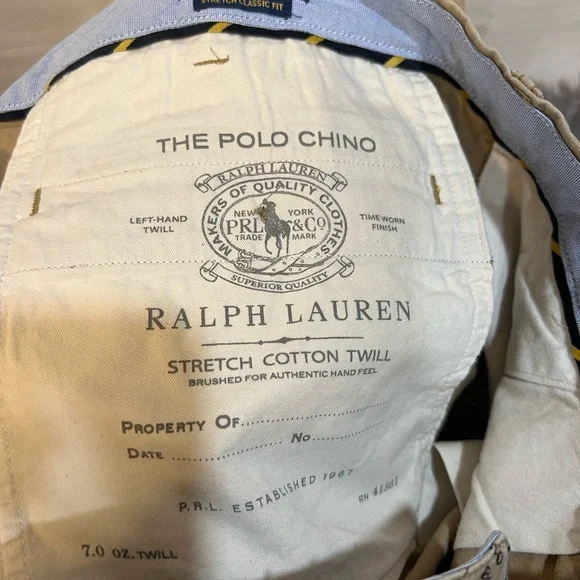 STRETCH CLASSIC FIT
THE POLO CHINO
RALPH LAUREN
MAKERS OF QUALITY CLOTHES
NEW YORK
PRL & Co
TRADE MARK
SUPERIOR QUALITY
LEFT-HAND
TWILL
TIME-WORN
FINISH
RALPH LAUREN
STRETCH COTTON TWILL
BRUSHED FOR AUTHENTIC HAND FEEL
PROPERTY OF
DATE No
P.R.L. ESTABLISHED 1967
RN 41381
7.0 OZ. TWILL